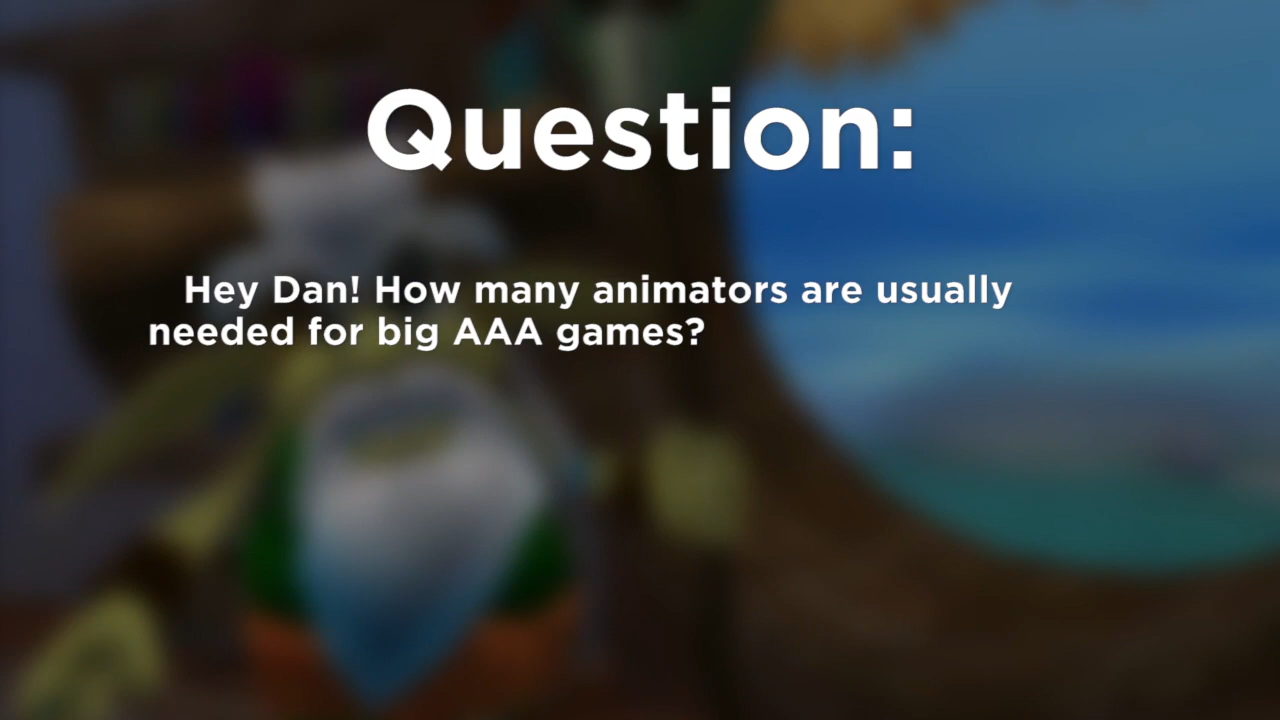 Question:
Hey Dan! How many animators are usually
needed for big AAA games?